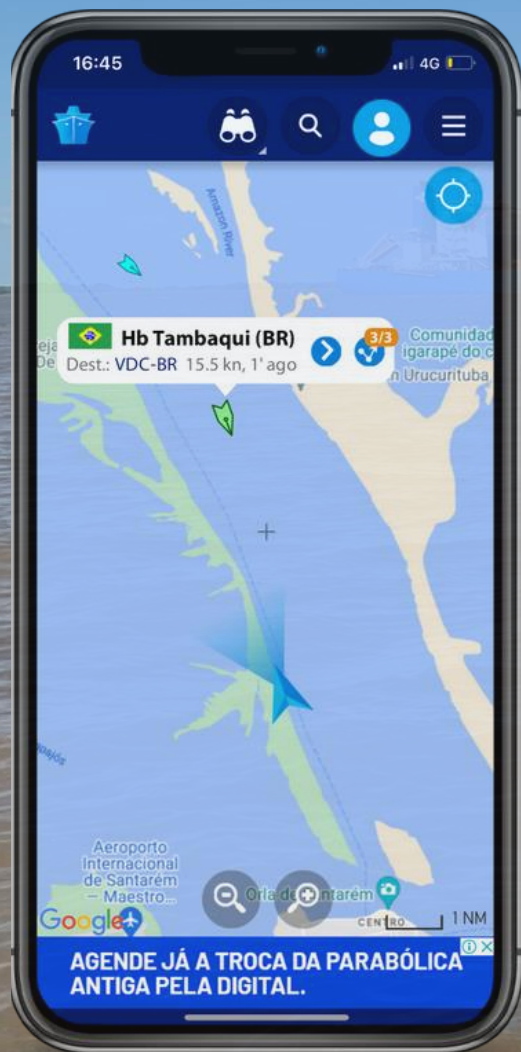 16:45
4G
Amazon River
3/3
Hb Tambaqui (BR)
Dest.: VDC-BR 15.5 kn, 1' ago
Comunidad
igarapé do c
Urucurituba
Aeroporto
Internacional
de Santarém
– Maestro...
Orla de Santarém
CENTRO
Google
1 NM
AGENDE JÁ A TROCA DA PARABÓLICA
ANTIGA PELA DIGITAL.